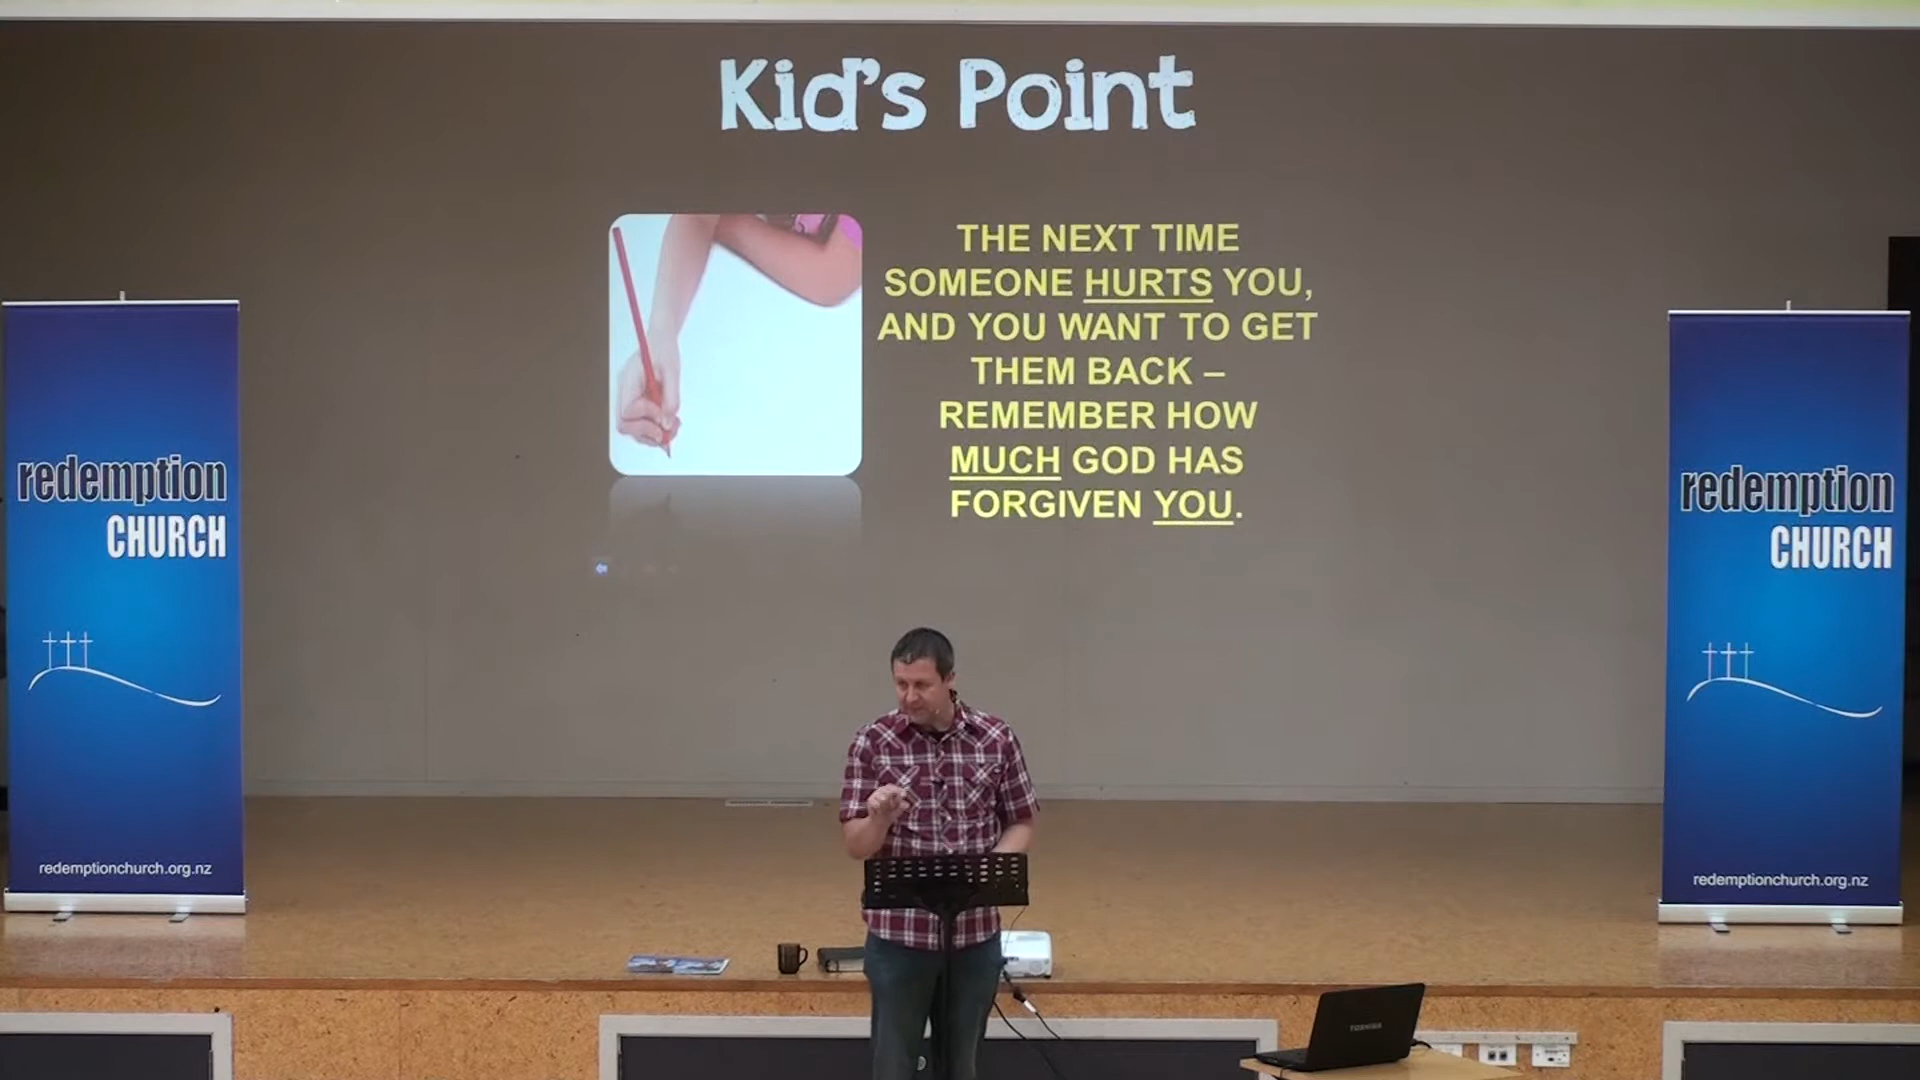 Kid's Point
THE NEXT TIME
SOMEONE HURTS YOU,
AND YOU WANT TO GET
THEM BACK –
REMEMBER HOW
MUCH GOD HAS
FORGIVEN YOU.
redemption
CHURCH
redemptionchurch.org.nz
redemption
CHURCH
redemptionchurch.org.nz
TOSHIBA